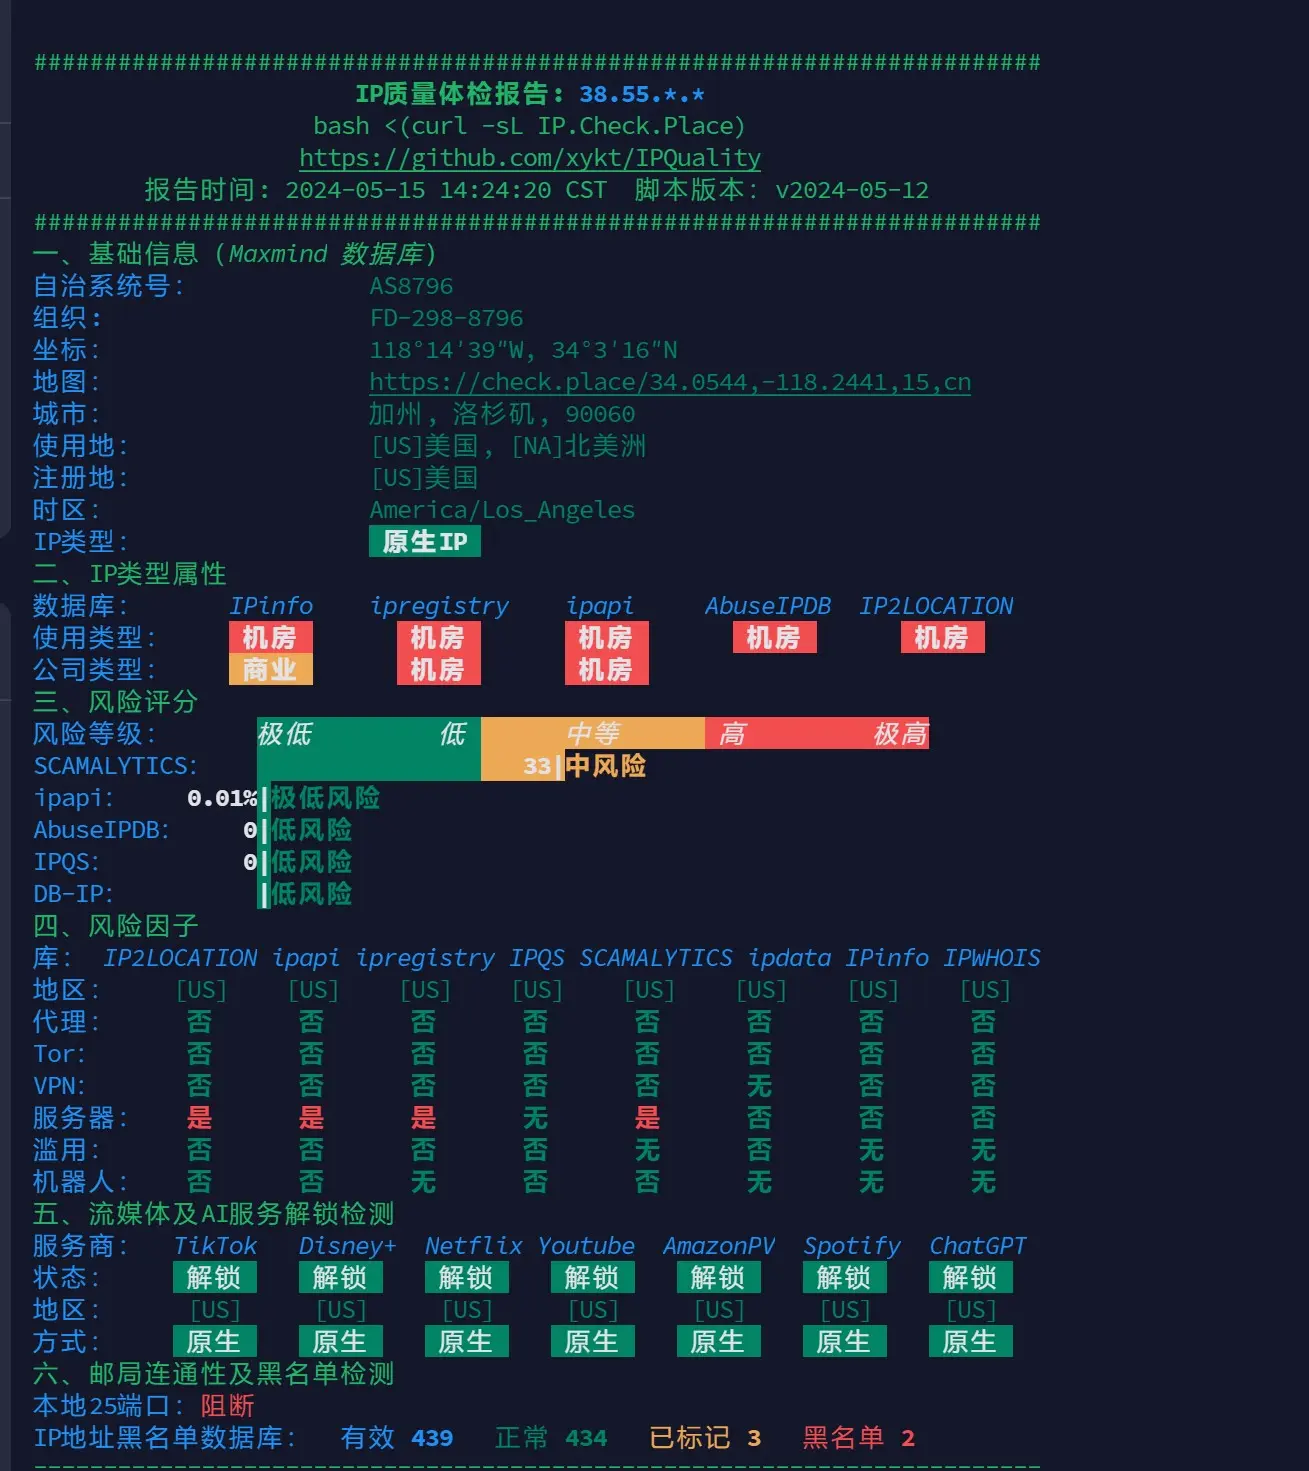 ########################################################################
IP质量体检报告：38.55.*.*
bash <(curl -sL IP.Check.Place)
https://github.com/xykt/IPQuality
报告时间：2024-05-15 14:24:20 CST 脚本版本：v2024-05-12
########################################################################
一、基础信息（Maxmind 数据库）
自治系统号： AS8796
组织： FD-298-8796
坐标： 118°14′39″W, 34°3′16″N
地图： https://check.place/34.0544,-118.2441,15,cn
城市： 加州, 洛杉矶, 90060
使用地： [US]美国, [NA]北美洲
注册地： [US]美国
时区： America/Los_Angeles
IP类型： 原生IP
二、IP类型属性
数据库： IPinfo ipregistry ipapi AbuseIPDB IP2LOCATION
使用类型： 机房 机房 机房 机房 机房
公司类型： 商业 机房 机房
三、风险评分
风险等级： 极低 低 中等 高 极高
SCAMALYTICS： 33|中风险
ipapi： 0.01%|极低风险
AbuseIPDB： 0|低风险
IPQS： 0|低风险
DB-IP： |低风险
四、风险因子
库： IP2LOCATION ipapi ipregistry IPQS SCAMALYTICS ipdata IPinfo IPWHOIS
地区： [US] [US] [US] [US] [US] [US] [US] [US]
代理： 否 否 否 否 否 否 否 否
Tor： 否 否 否 否 否 否 否 否
VPN： 否 否 否 否 否 无 否 否
服务器： 是 是 是 无 是 否 否 否
滥用： 否 否 否 否 无 否 无 无
机器人： 否 否 无 否 否 无 无 无
五、流媒体及AI服务解锁检测
服务商： TikTok Disney+ Netflix Youtube AmazonPV Spotify ChatGPT
状态： 解锁 解锁 解锁 解锁 解锁 解锁 解锁
地区： [US] [US] [US] [US] [US] [US] [US]
方式： 原生 原生 原生 原生 原生 原生 原生
六、邮局连通性及黑名单检测
本地25端口：阻断
IP地址黑名单数据库： 有效 439 正常 434 已标记 3 黑名单 2
========================================================================